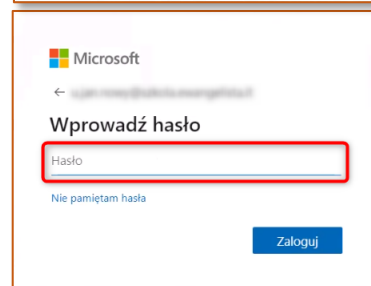 Microsoft
Wprowadź hasło
Hasło
Nie pamiętam hasła
Zaloguj